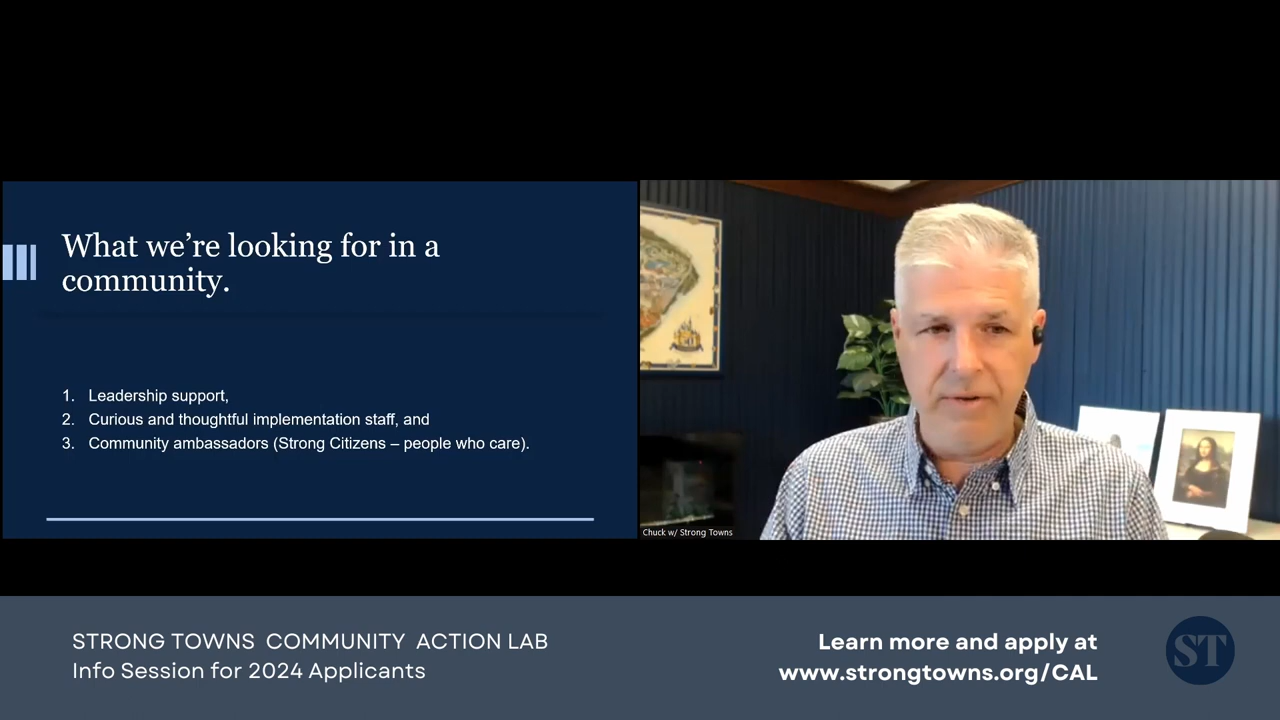 What we’re looking for in a
community.
1. Leadership support,
2. Curious and thoughtful implementation staff, and
3. Community ambassadors (Strong Citizens – people who care).
Chuck w/ Strong Towns
STRONG TOWNS COMMUNITY ACTION LAB
Info Session for 2024 Applicants
Learn more and apply at
www.strongtowns.org/CAL
ST